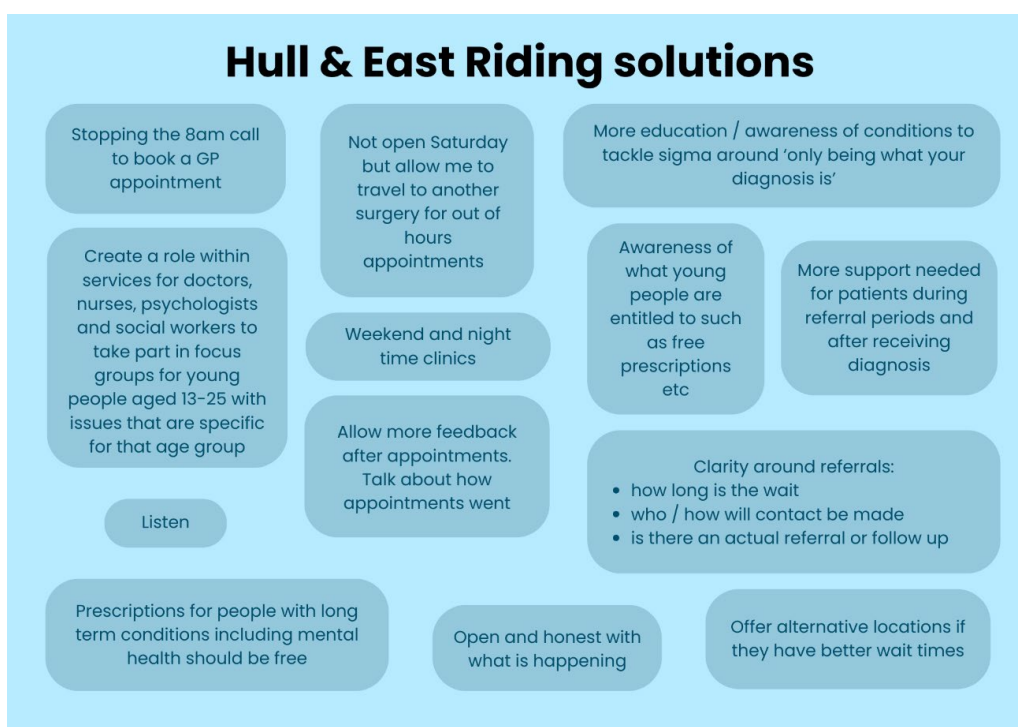 Hull & East Riding solutions
Stopping the 8am call
to book a GP
appointment
Not open Saturday
but allow me to
travel to another
surgery for out of
hours
appointments
More education / awareness of conditions to
tackle sigma around ‘only being what your
diagnosis is’
Create a role within
services for doctors,
nurses, psychologists
and social workers to
take part in focus
groups for young
people aged 13-25 with
issues that are specific
for that age group
Weekend and night
time clinics
Awareness of
what young
people are
entitled to such
as free
prescriptions
etc
More support needed
for patients during
referral periods and
after receiving
diagnosis
Allow more feedback
after appointments.
Talk about how
appointments went
Listen
Clarity around referrals:
• how long is the wait
• who / how will contact be made
• is there an actual referral or follow up
Prescriptions for people with long
term conditions including mental
health should be free
Open and honest with
what is happening
Offer alternative locations if
they have better wait times